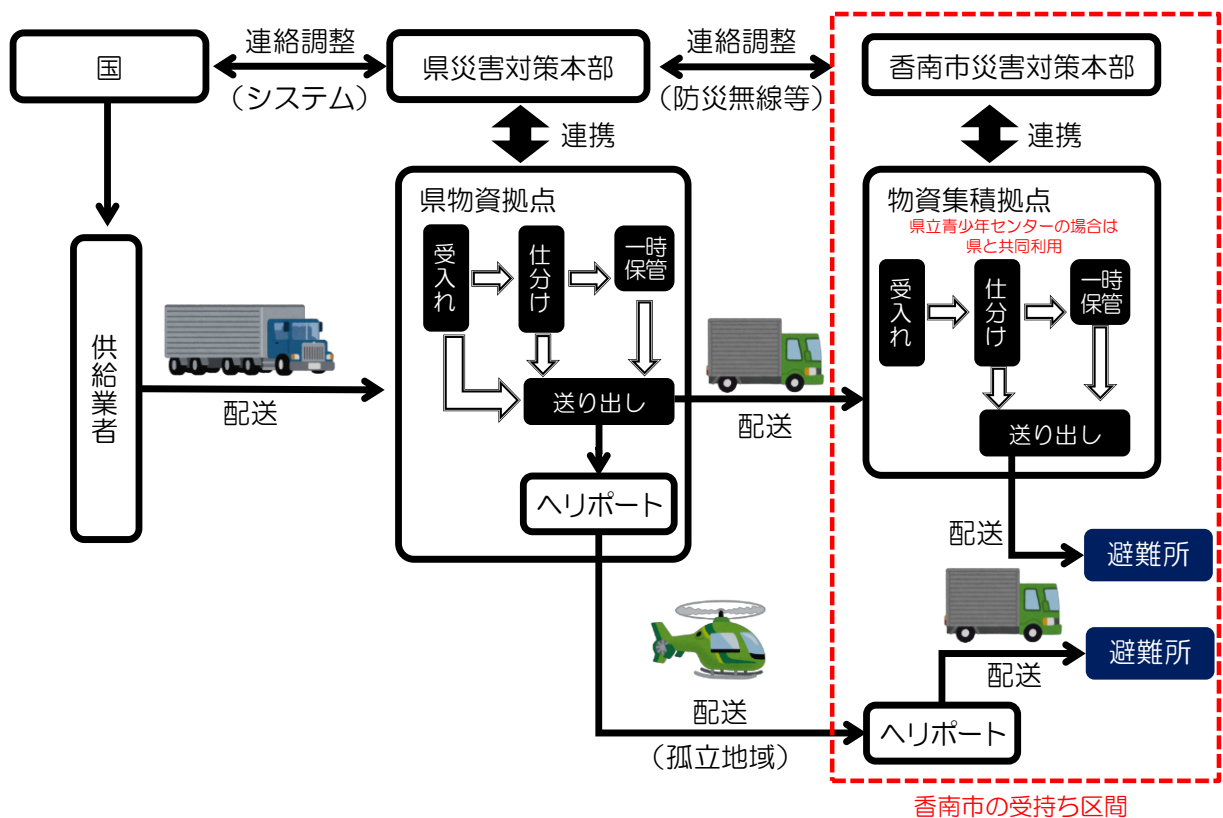 国
連絡調整
（システム）
県災害対策本部
連絡調整
（防災無線等）
香南市災害対策本部
連携
連携
供給業者
配送
県物資拠点
受入れ
仕分け
一時
保管
送り出し
ヘリポート
配送
物資集積拠点
県立青少年センターの場合は
県と共同利用
受入れ
仕分け
一時
保管
送り出し
配送
避難所
配送
避難所
配送
（孤立地域）
ヘリポート
香南市の受持ち区間